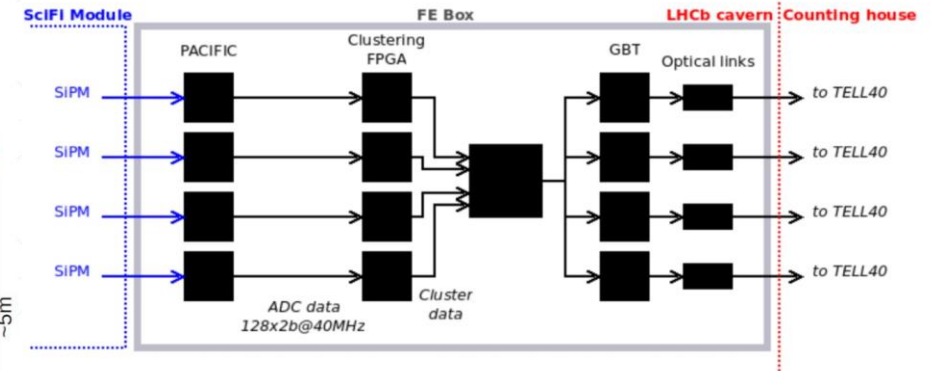 SciFi Module
FE Box
LHCb cavern
Counting house
PACIFIC
Clustering
FPGA
GBT
Optical links
SiPM
to TELL40
SiPM
to TELL40
SiPM
to TELL40
SiPM
to TELL40
ADC data
128x2b@40MHz
Cluster
data
~5m